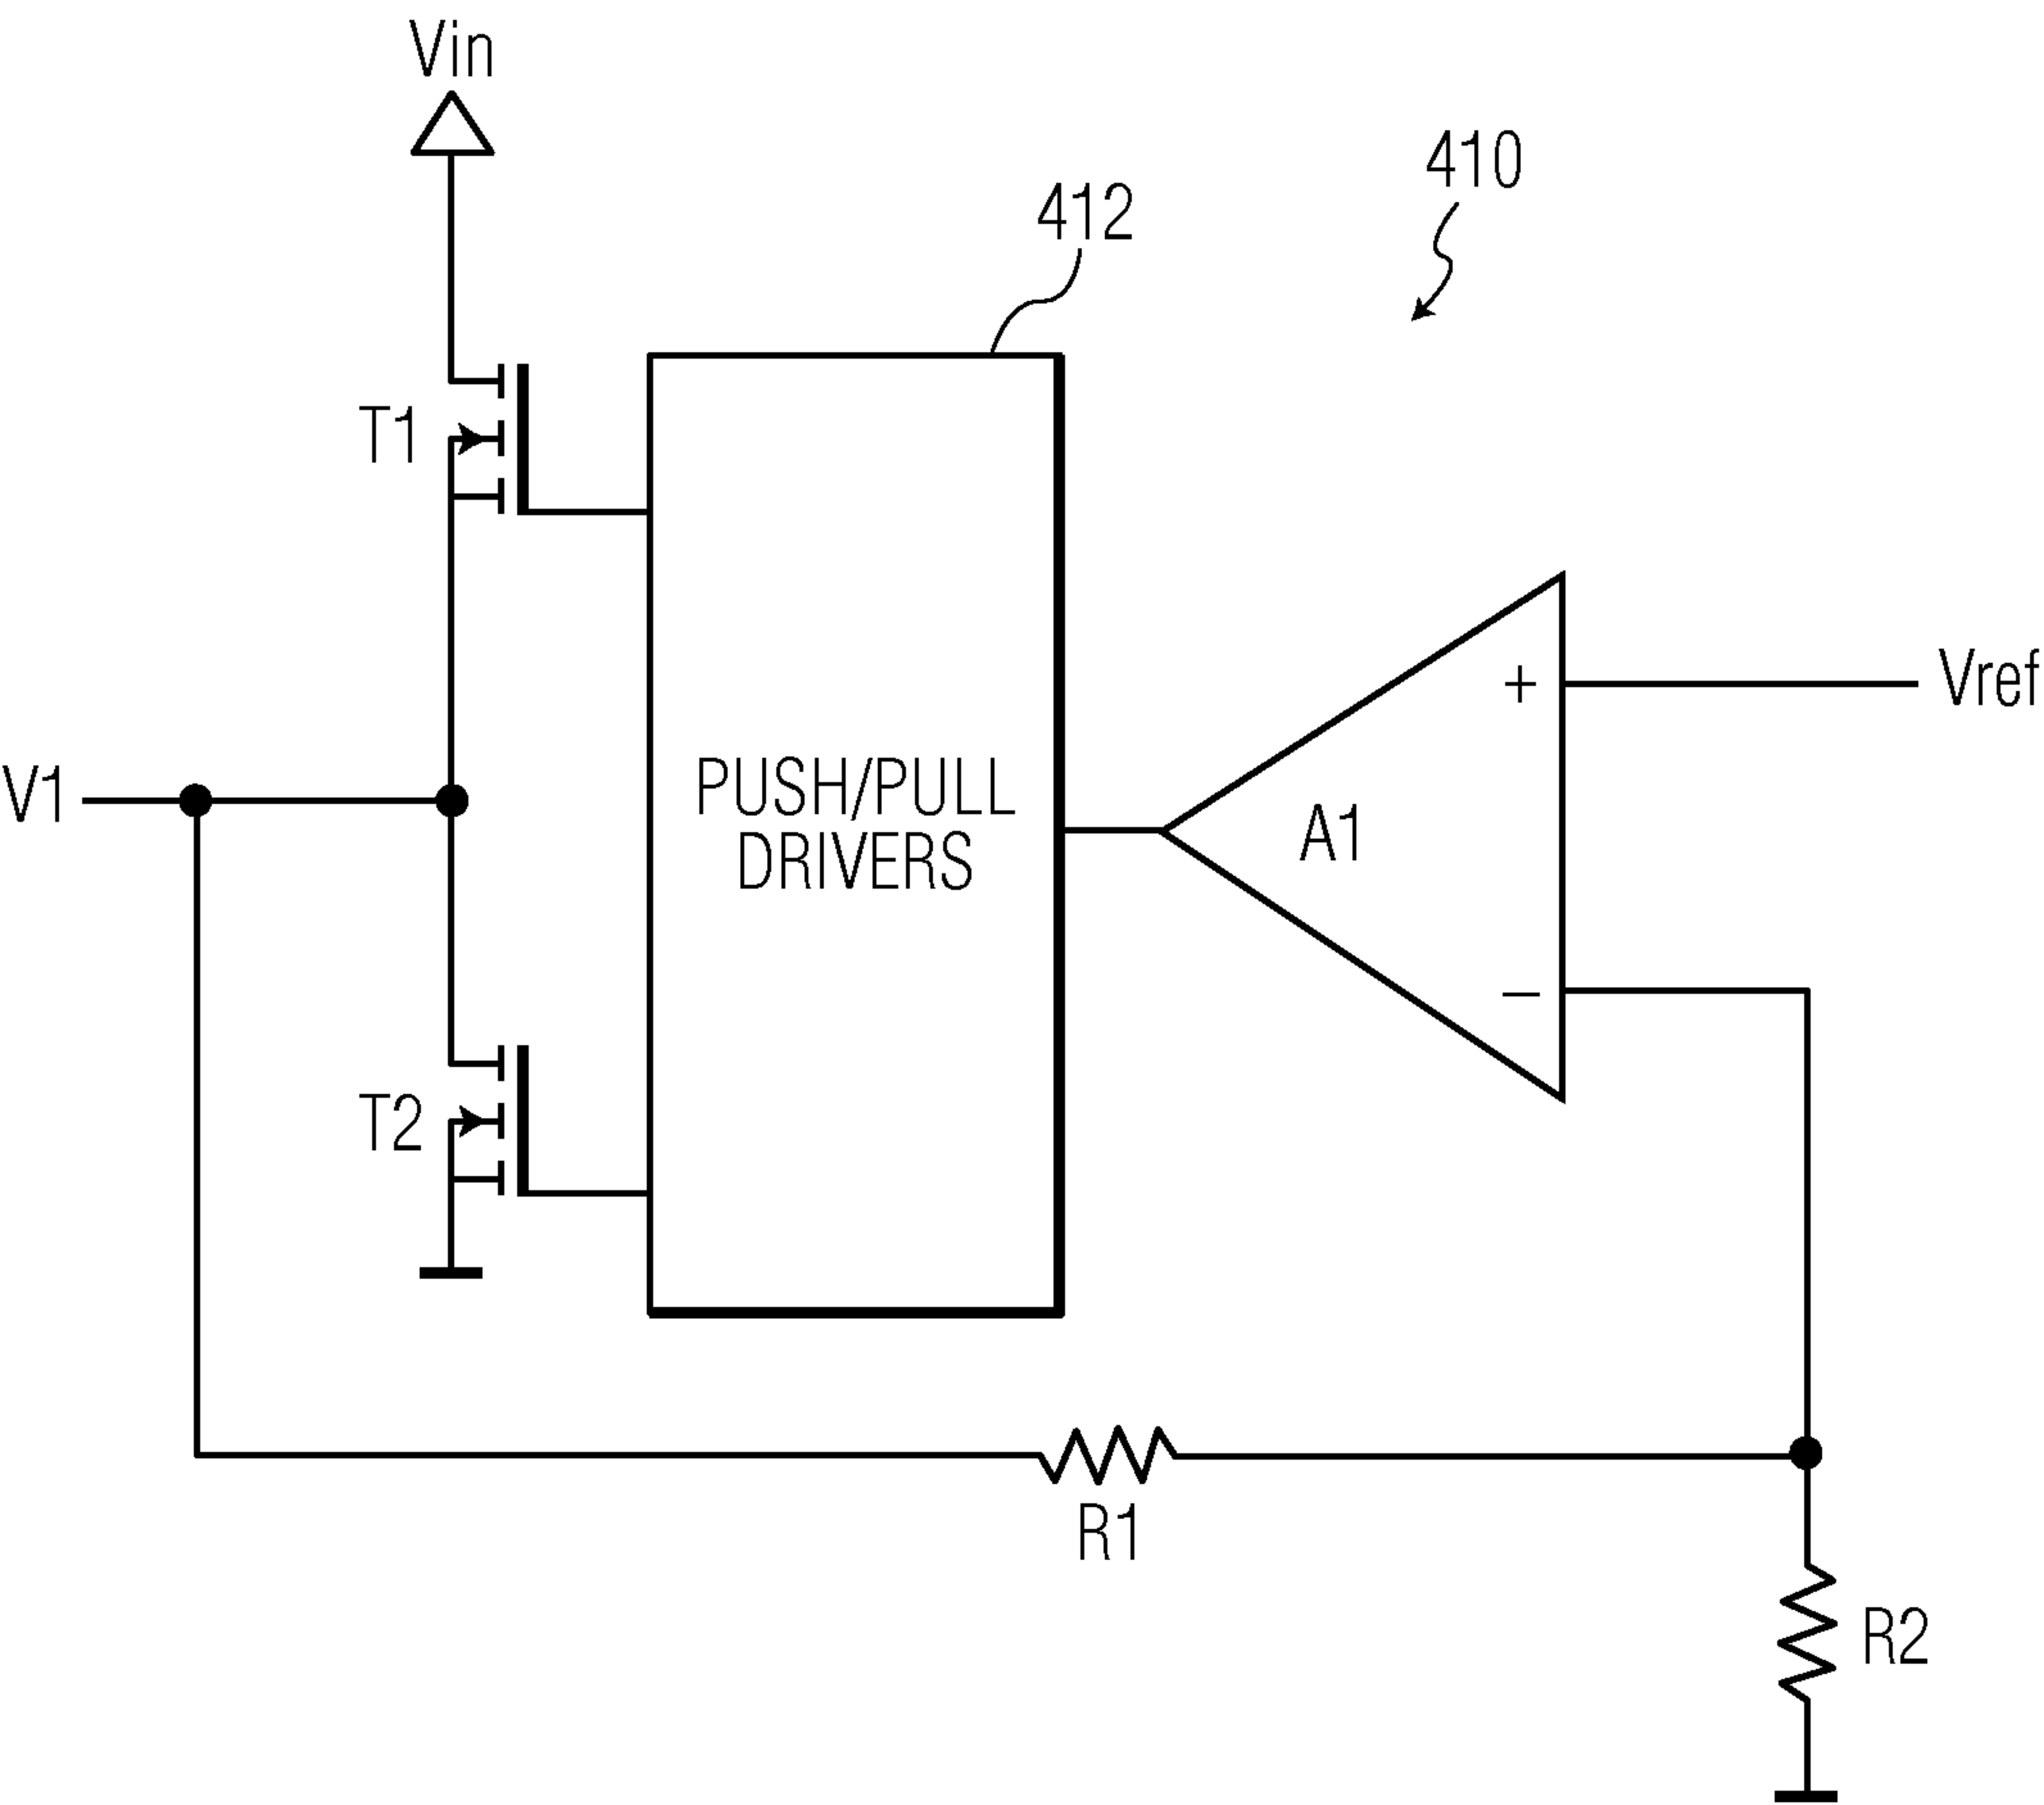 Vin
410
412
T1
+
Vref
V1
PUSH/PULL
DRIVERS
A1
−
T2
R1
R2